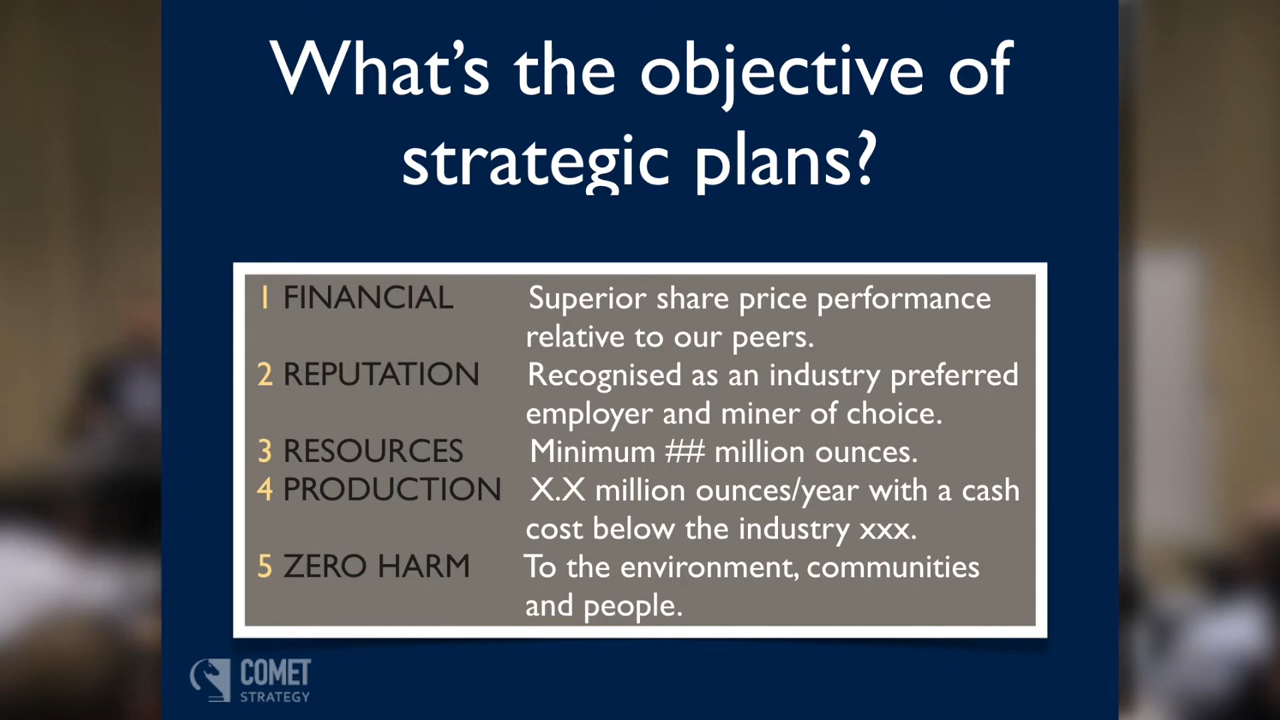 What's the objective of
strategic plans?
1 FINANCIAL Superior share price performance
relative to our peers.
2 REPUTATION Recognised as an industry preferred
employer and miner of choice.
3 RESOURCES Minimum ## million ounces.
4 PRODUCTION X.X million ounces/year with a cash
cost below the industry xxx.
5 ZERO HARM To the environment, communities
and people.
COMET
STRATEGY